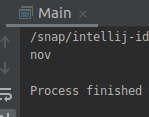 Main
/snap/intellij-id
nov
Process finished